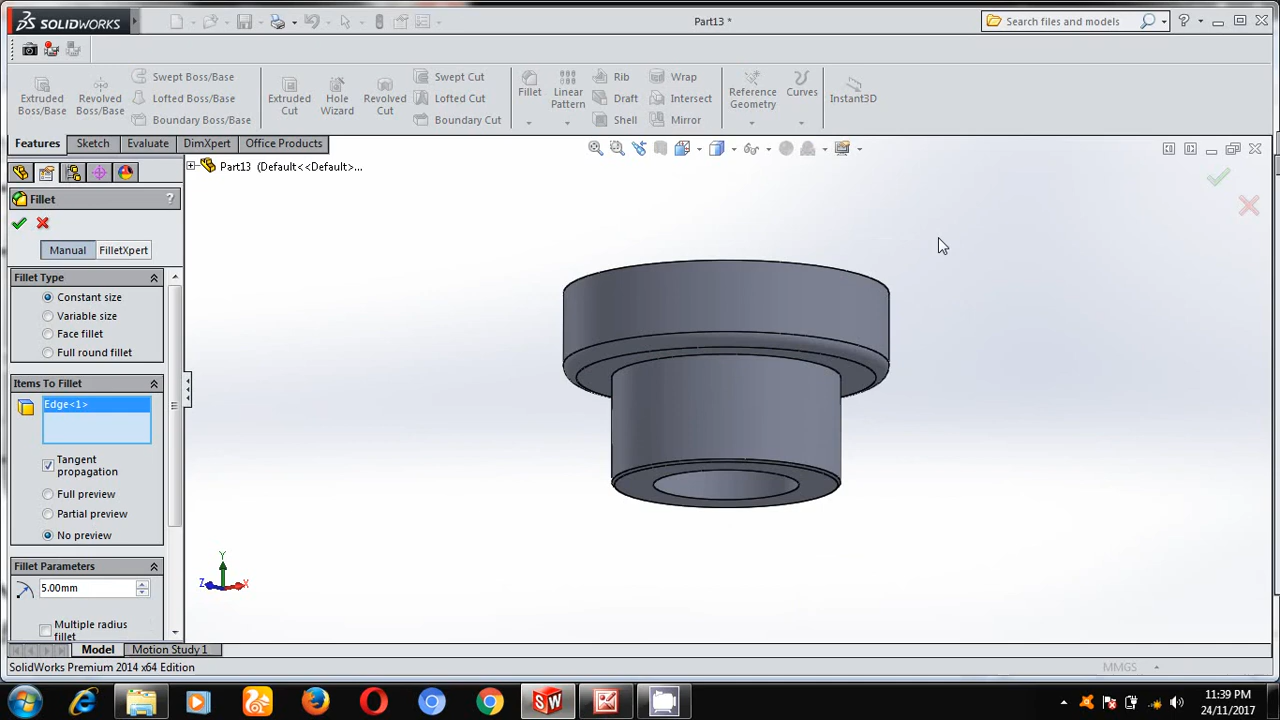 SOLIDWORKS
Part13 *
Search files and models
?
Extruded Boss/Base
Revolved Boss/Base
Swept Boss/Base
Lofted Boss/Base
Boundary Boss/Base
Extruded Cut
Hole Wizard
Revolved Cut
Swept Cut
Lofted Cut
Boundary Cut
Fillet
Linear Pattern
Rib
Draft
Shell
Wrap
Intersect
Mirror
Reference Geometry
Curves
Instant3D
Features
Sketch
Evaluate
DimXpert
Office Products
Part13 (Default<<Default>...
Fillet
?
Manual
FilletXpert
Fillet Type
Constant size
Variable size
Face fillet
Full round fillet
Items To Fillet
Edge<1>
Tangent
propagation
Full preview
Partial preview
No preview
Fillet Parameters
5.00mm
Multiple radius
fillet
Y
Z
X
Model
Motion Study 1
SolidWorks Premium 2014 x64 Edition
MMGS
SW
11:39 PM
24/11/2017